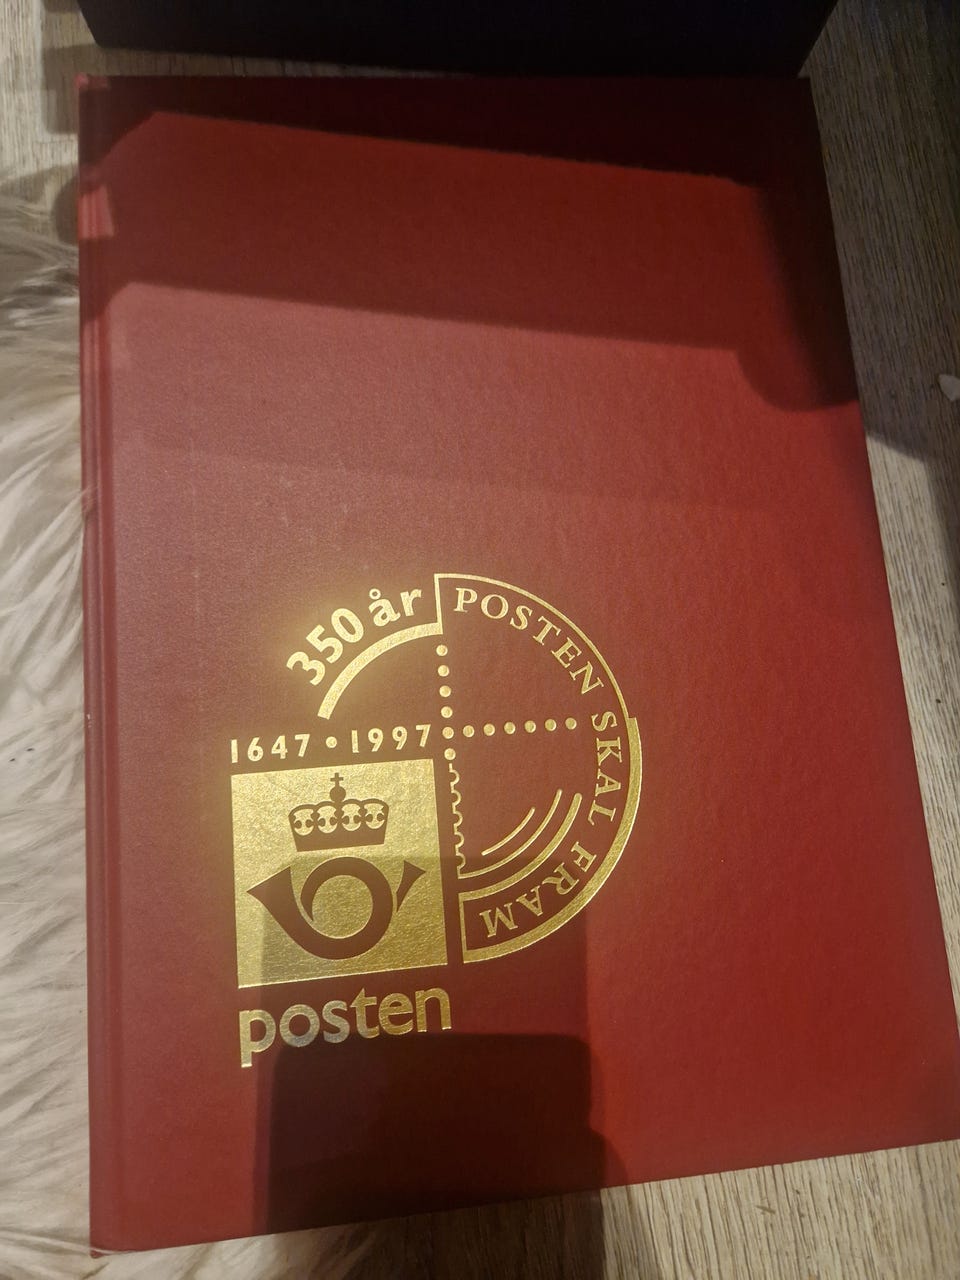 350 år
POSTEN SKAL FRAM
1647 • 1997
posten